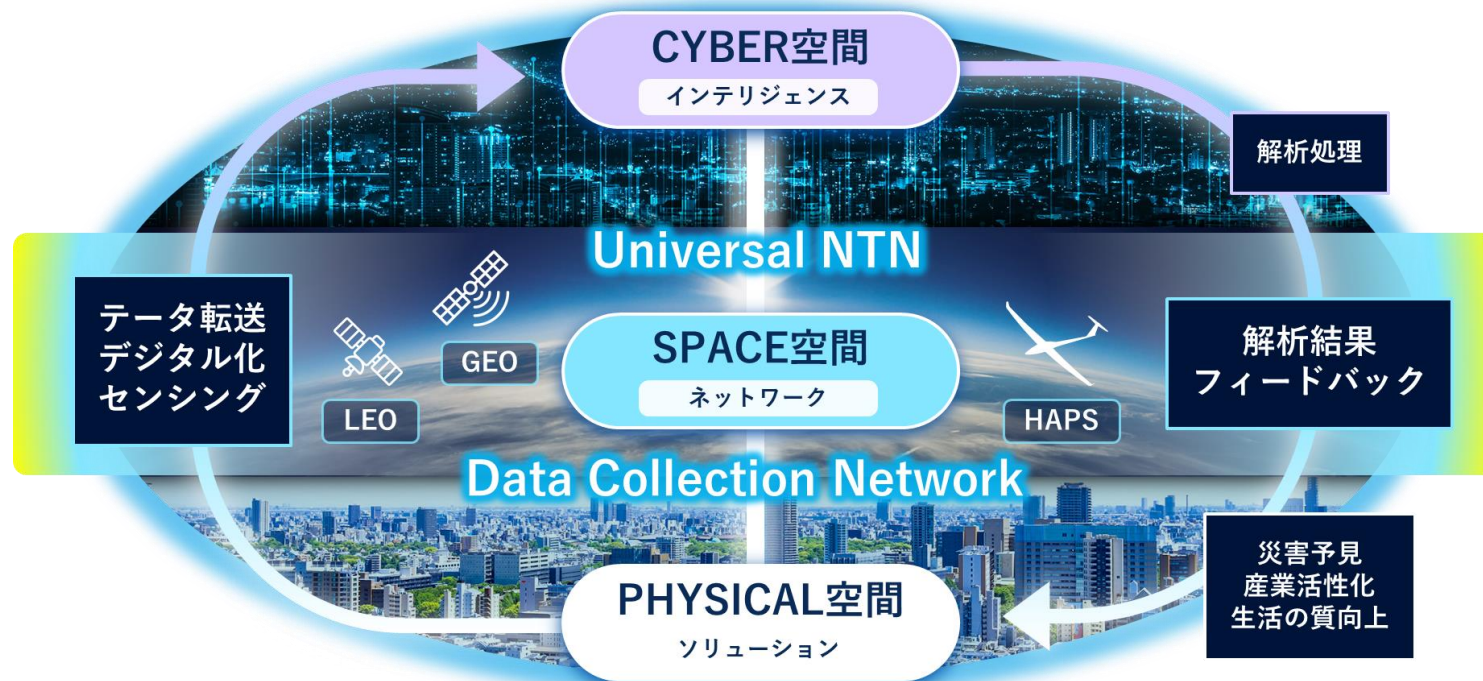 CYBER空間
インテリジェンス
解析処理
Universal NTN
テータ転送
デジタル化
センシング
GEO
LEO
SPACE空間
ネットワーク
HAPS
解析結果
フィードバック
Data Collection Network
PHYSICAL空間
ソリューション
災害予見
産業活性化
生活の質向上